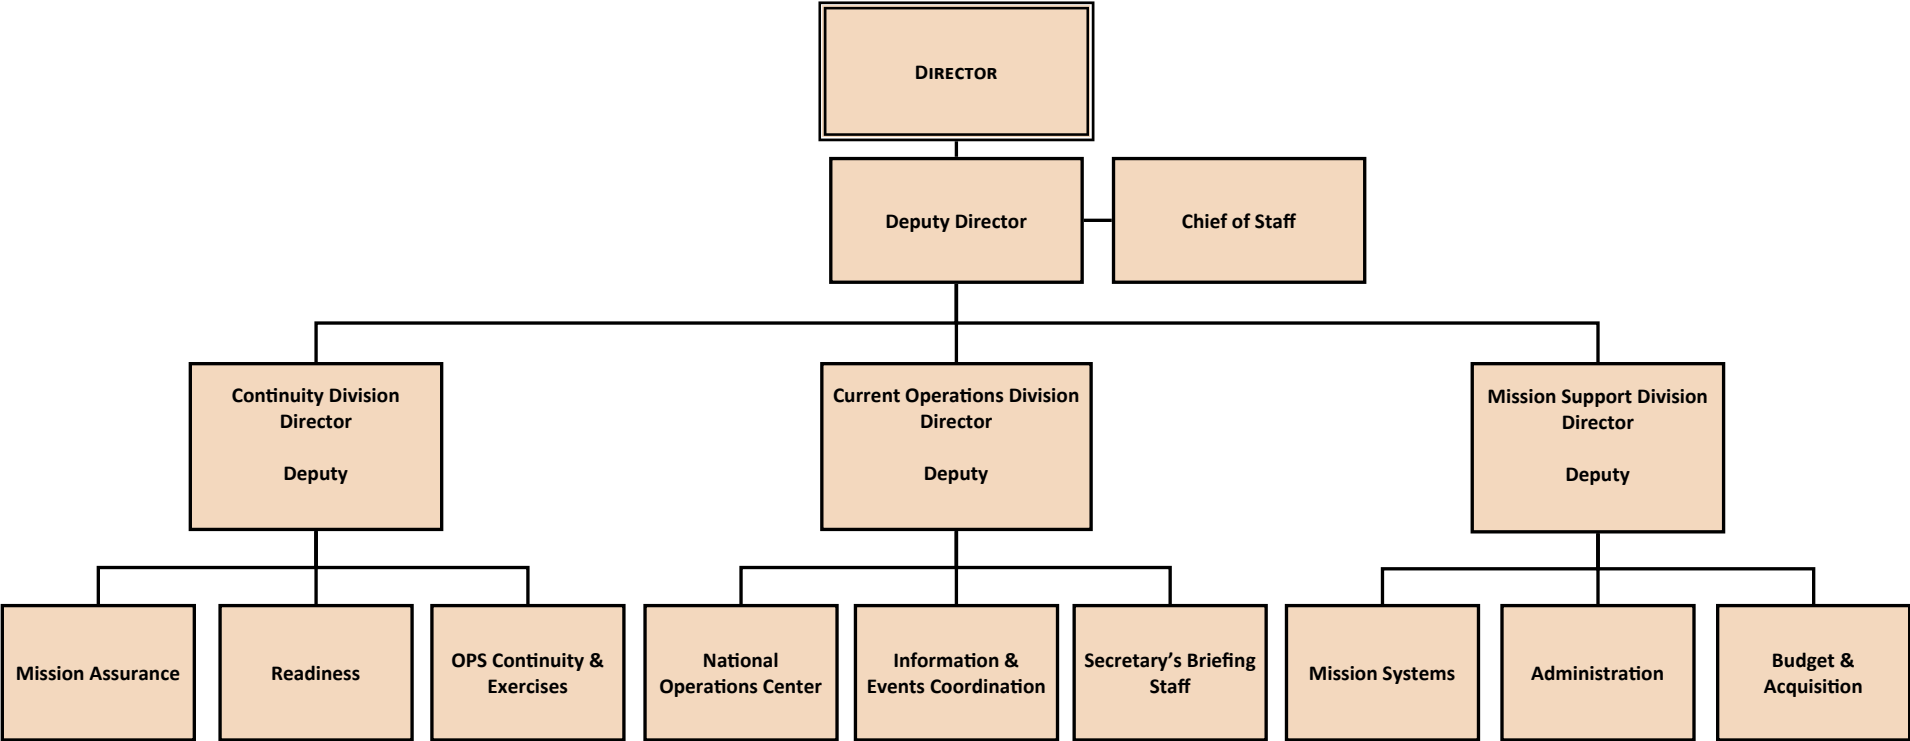 DIRECTOR
Deputy Director
Chief of Staff
Continuity Division
Director
Deputy
Current Operations Division
Director
Deputy
Mission Support Division
Director
Deputy
Mission Assurance
Readiness
OPS Continuity &
Exercises
National
Operations Center
Information &
Events Coordination
Secretary’s Briefing
Staff
Mission Systems
Administration
Budget &
Acquisition